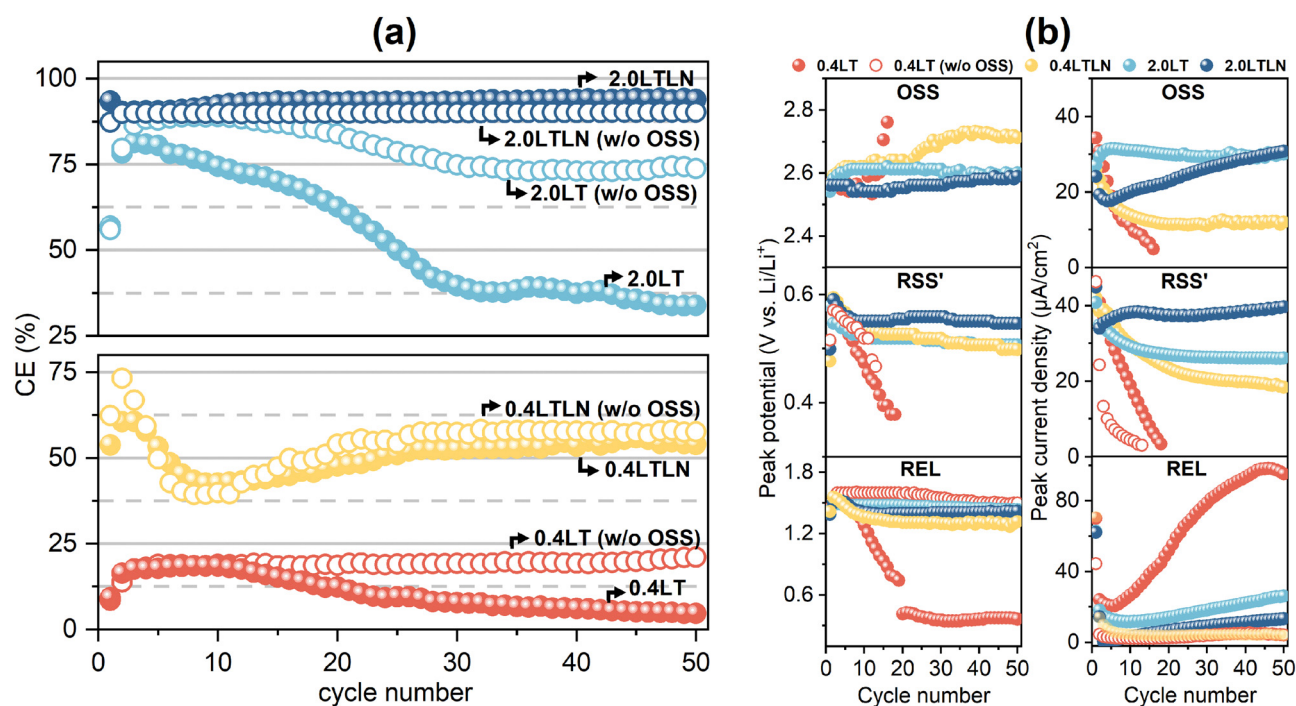 (a)
CE (%)
100
75
50
25
2.0LTLN
2.0LTLN (w/o OSS)
2.0LT (w/o OSS)
2.0LT
75
50
25
0
0.4LTLN (w/o OSS)
0.4LTLN
0.4LT (w/o OSS)
0.4LT
0 10 20 30 40 50
cycle number
(b)
0.4LT 0.4LT (w/o OSS) 0.4LTLN 2.0LT 2.0LTLN
Peak potential (V vs. Li/Li⁺)
OSS
2.8
2.6
2.4
RSS'
0.6
0.4
REL
1.8
1.5
1.2
0.9
0.6
0 10 20 30 40 50
Cycle number
Peak current density (μA/cm²)
OSS
40
20
0
RSS'
40
20
0
REL
80
40
0
0 10 20 30 40 50
Cycle number